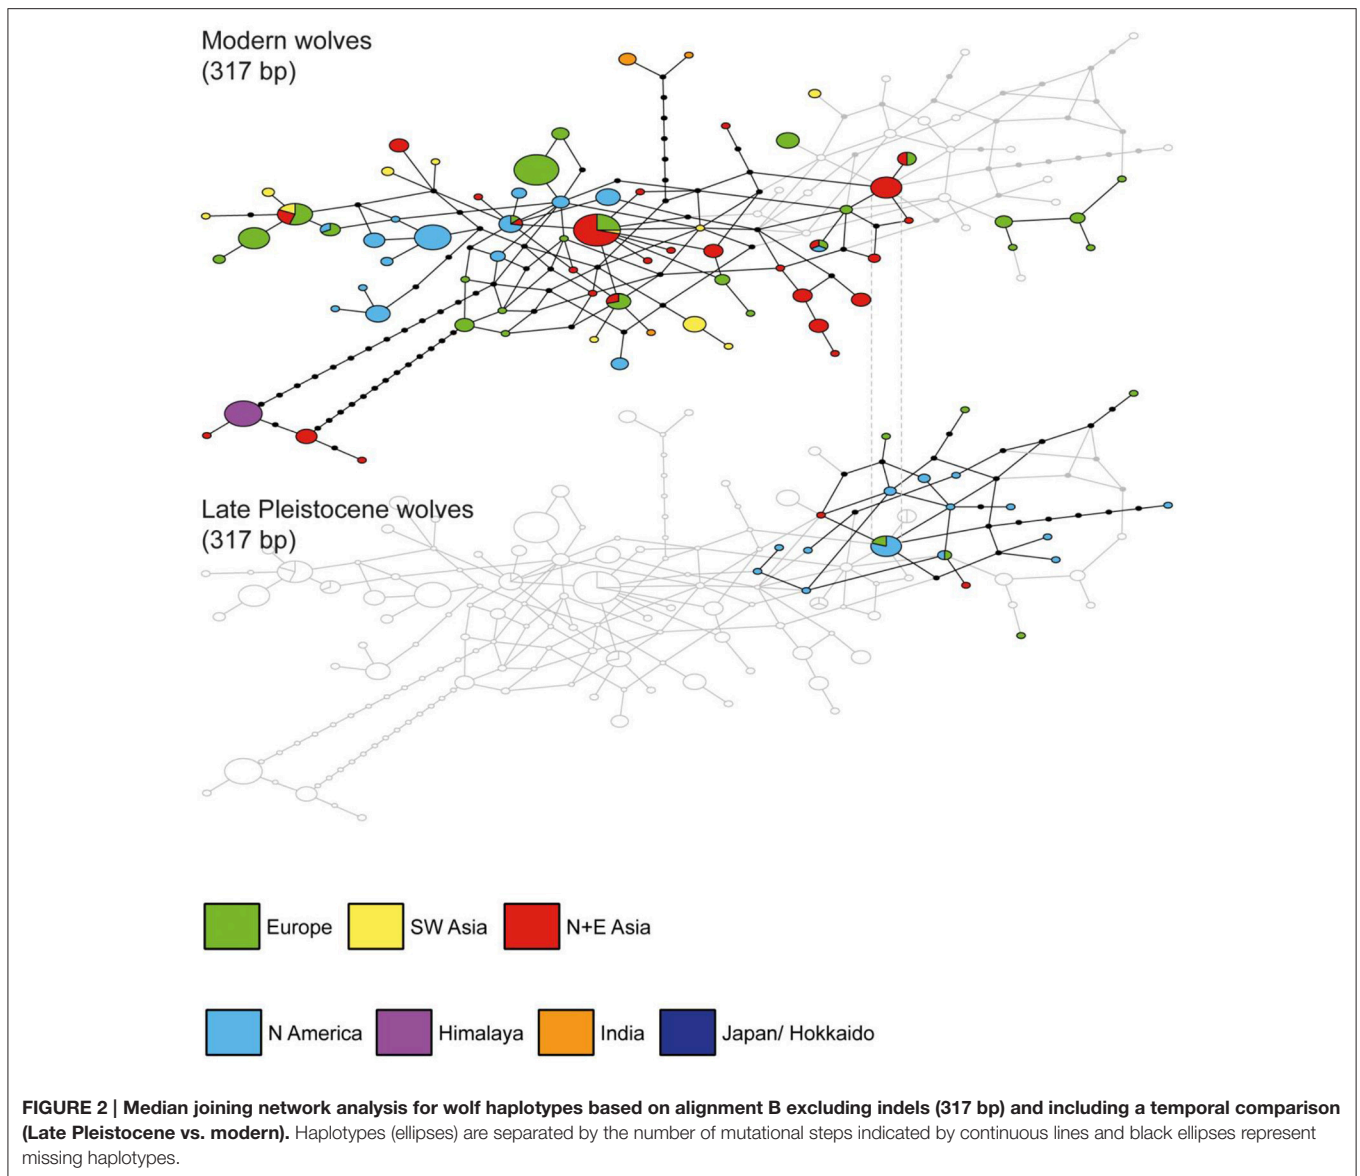 Modern wolves
(317 bp)
Late Pleistocene wolves
(317 bp)
Europe SW Asia N+E Asia
N America Himalaya India Japan/ Hokkaido
FIGURE 2 | Median joining network analysis for wolf haplotypes based on alignment B excluding indels (317 bp) and including a temporal comparison
(Late Pleistocene vs. modern). Haplotypes (ellipses) are separated by the number of mutational steps indicated by continuous lines and black ellipses represent
missing haplotypes.